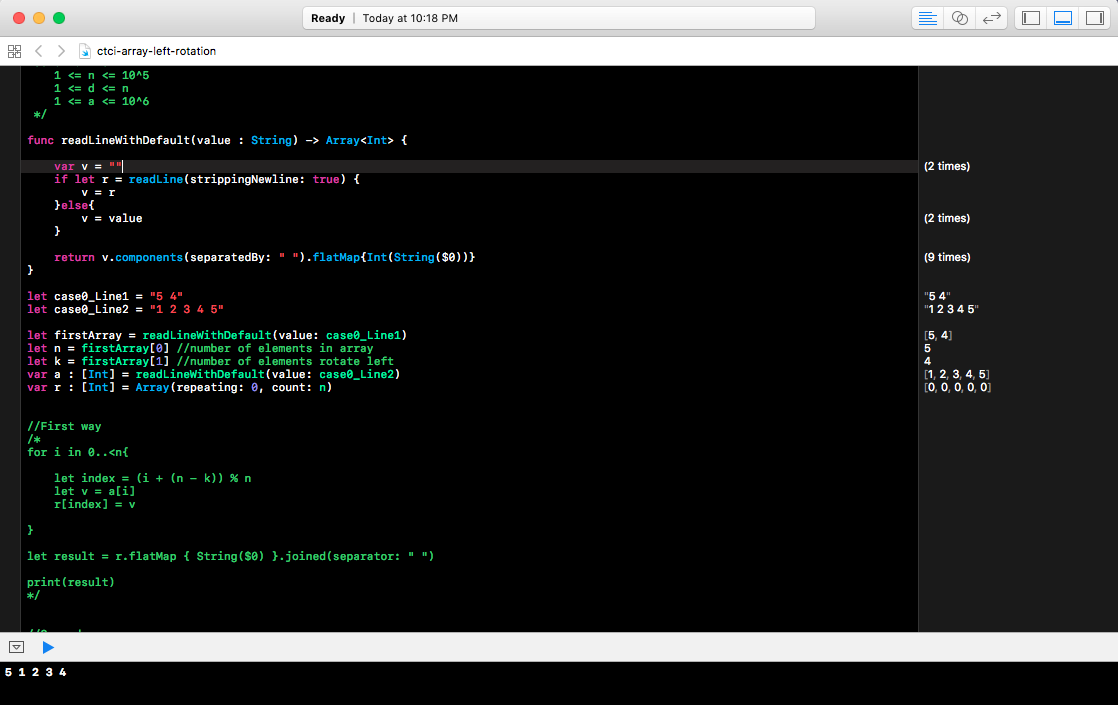 Ready | Today at 10:18 PM
ctci-array-left-rotation
1 <= n <= 10^5
1 <= d <= n
1 <= a <= 10^6
*/
func readLineWithDefault(value : String) -> Array<Int> {
var v = "" (2 times)
if let r = readLine(strippingNewline: true) {
v = r
}else{
v = value (2 times)
}
return v.components(separatedBy: " ").flatMap{Int(String($0))} (9 times)
}
let case0_Line1 = "5 4" "5 4"
let case0_Line2 = "1 2 3 4 5" "1 2 3 4 5"
let firstArray = readLineWithDefault(value: case0_Line1) [5, 4]
let n = firstArray[0] //number of elements in array 5
let k = firstArray[1] //number of elements rotate left 4
var a : [Int] = readLineWithDefault(value: case0_Line2) [1, 2, 3, 4, 5]
var r : [Int] = Array(repeating: 0, count: n) [0, 0, 0, 0, 0]
//First way
/*
for i in 0..<n{
let index = (i + (n - k)) % n
let v = a[i]
r[index] = v
}
let result = r.flatMap { String($0) }.joined(separator: " ")
print(result)
*/
5 1 2 3 4